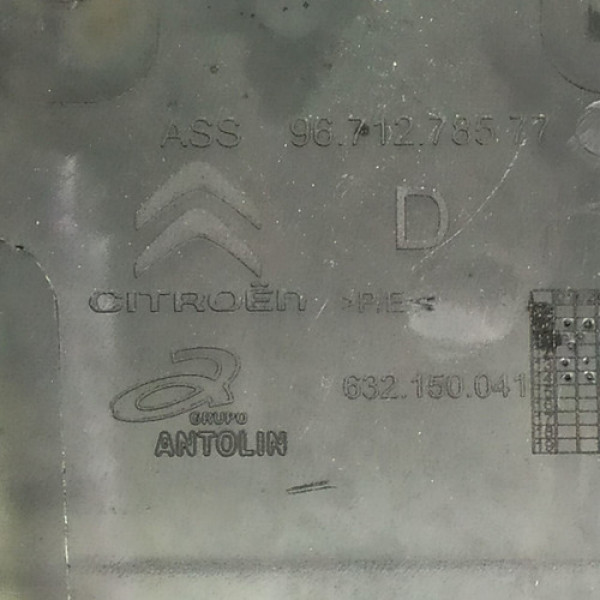 ASS 96.712.785.77
D
CITROËN >P/E<
632.150.041
GRUPO
ANTOLIN